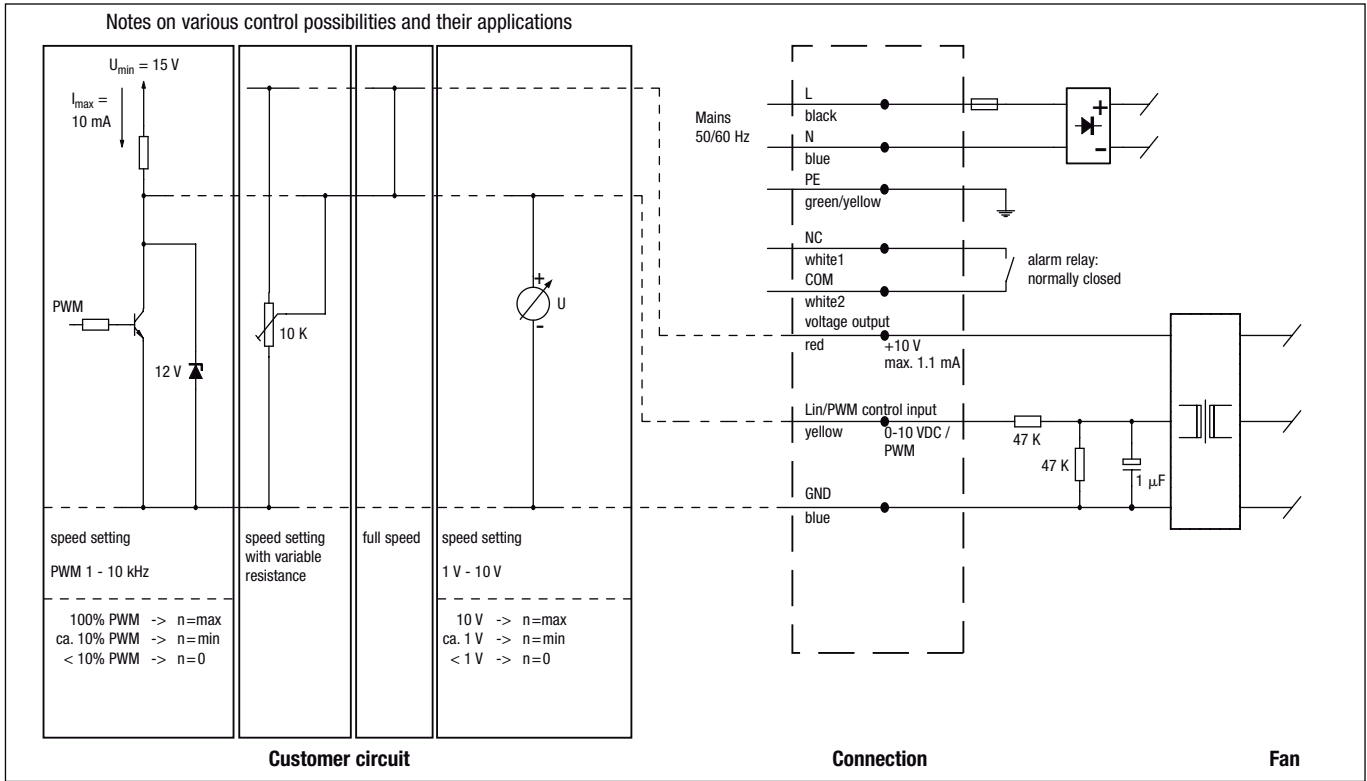 Notes on various control possibilities and their applications
Umin = 15 V
Imax =
10 mA
PWM
12 V
speed setting
PWM 1 - 10 kHz
100% PWM -> n=max
ca. 10% PWM -> n=min
< 10% PWM -> n=0
10 K
speed setting
with variable
resistance
full speed
+
U
-
speed setting
1 V - 10 V
10 V -> n=max
ca. 1 V -> n=min
< 1 V -> n=0
Customer circuit
Mains
50/60 Hz
L
black
N
blue
PE
green/yellow
NC
white1
COM
white2
voltage output
red
+10 V
max. 1.1 mA
Lin/PWM control input
yellow
0-10 VDC /
PWM
GND
blue
Connection
+
-
alarm relay:
normally closed
47 K
47 K
1 µF
Fan